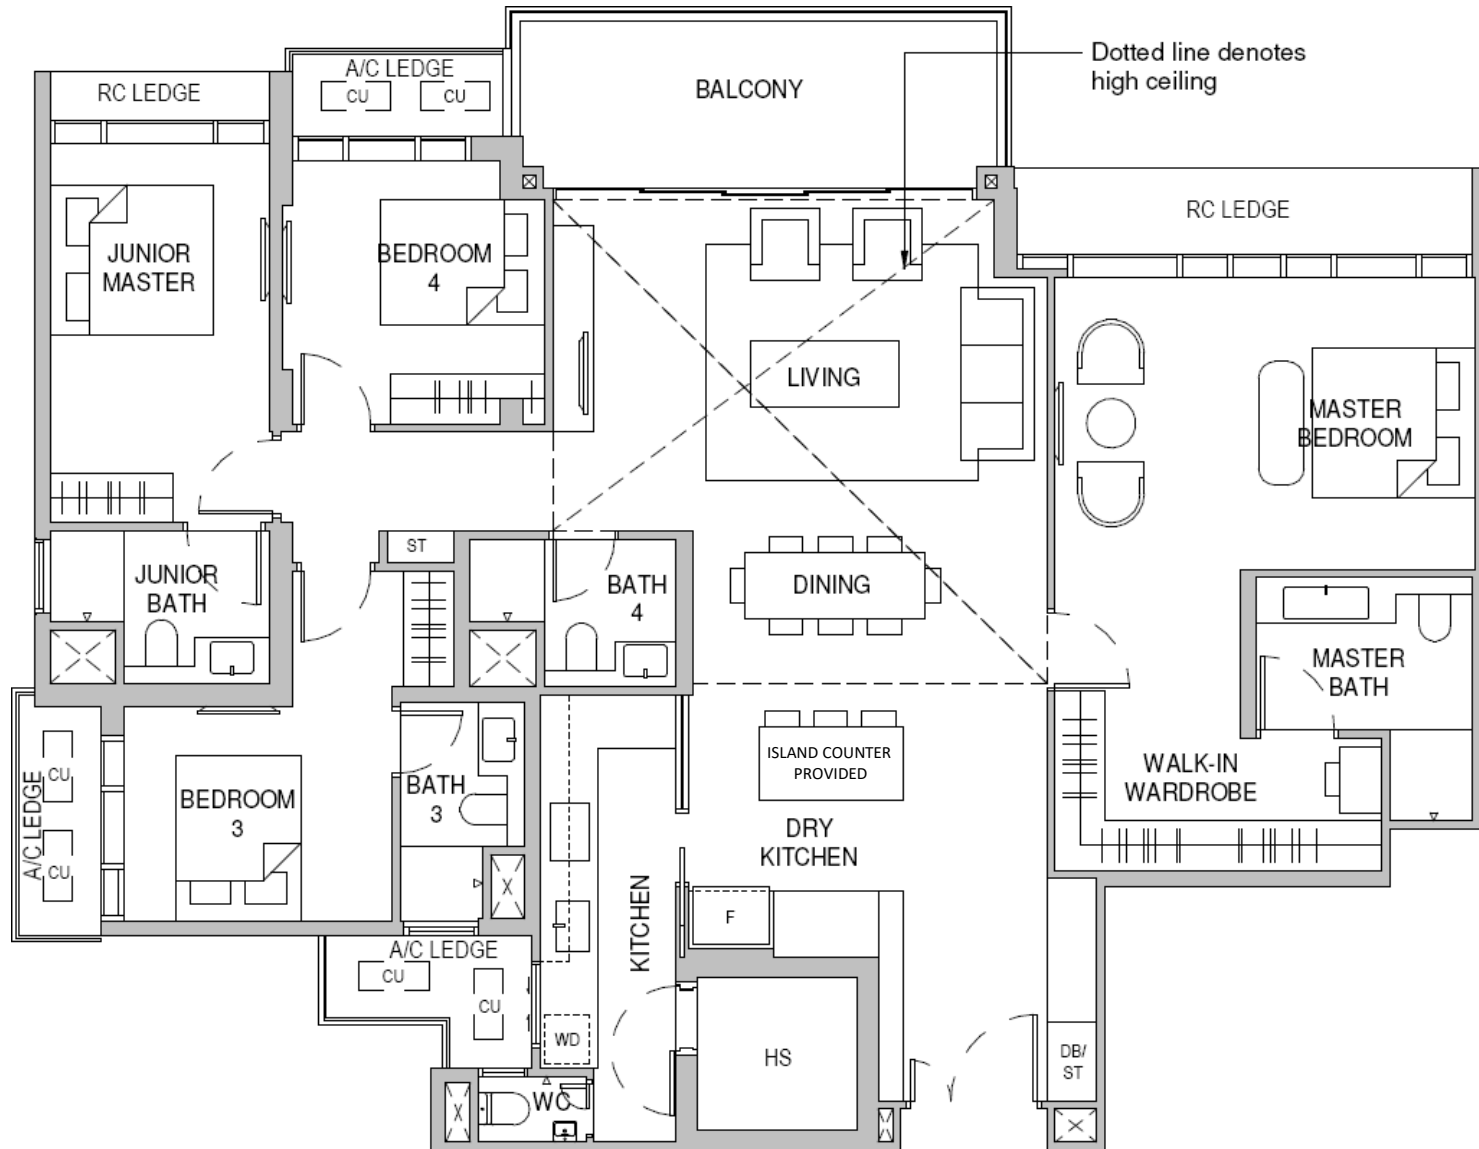 Dotted line denotes
high ceiling
A/C LEDGE
CU
CU
RC LEDGE
BALCONY
RC LEDGE
JUNIOR
MASTER
BEDROOM
4
LIVING
MASTER
BEDROOM
ST
JUNIOR
BATH
BATH
4
DINING
MASTER
BATH
A/C LEDGE
CU
CU
BEDROOM
3
BATH
3
ISLAND COUNTER
PROVIDED
WALK-IN
WARDROBE
DRY
KITCHEN
KITCHEN
F
A/C LEDGE
CU
CU
WD
HS
DB/
ST
WC